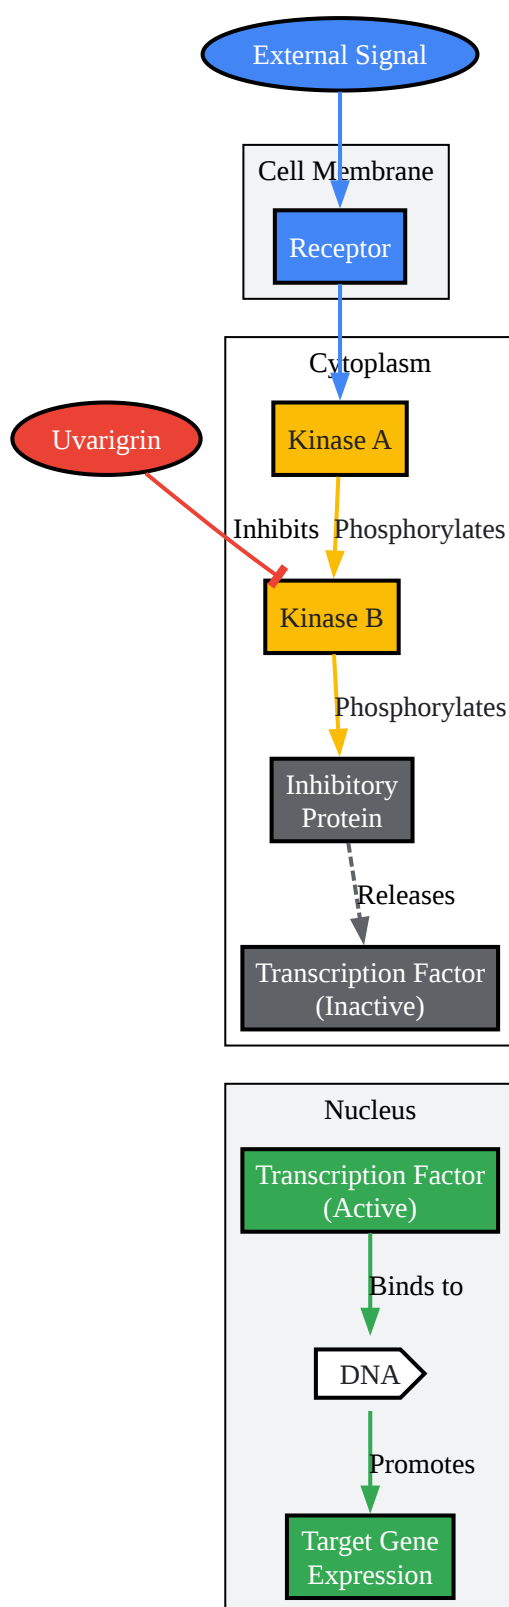 External Signal
Cell Membrane
Receptor
Cytoplasm
Uvarigrin
Kinase A
Inhibits
Phosphorylates
Kinase B
Phosphorylates
Inhibitory
Protein
Releases
Transcription Factor
(Inactive)
Nucleus
Transcription Factor
(Active)
Binds to
DNA
Promotes
Target Gene
Expression